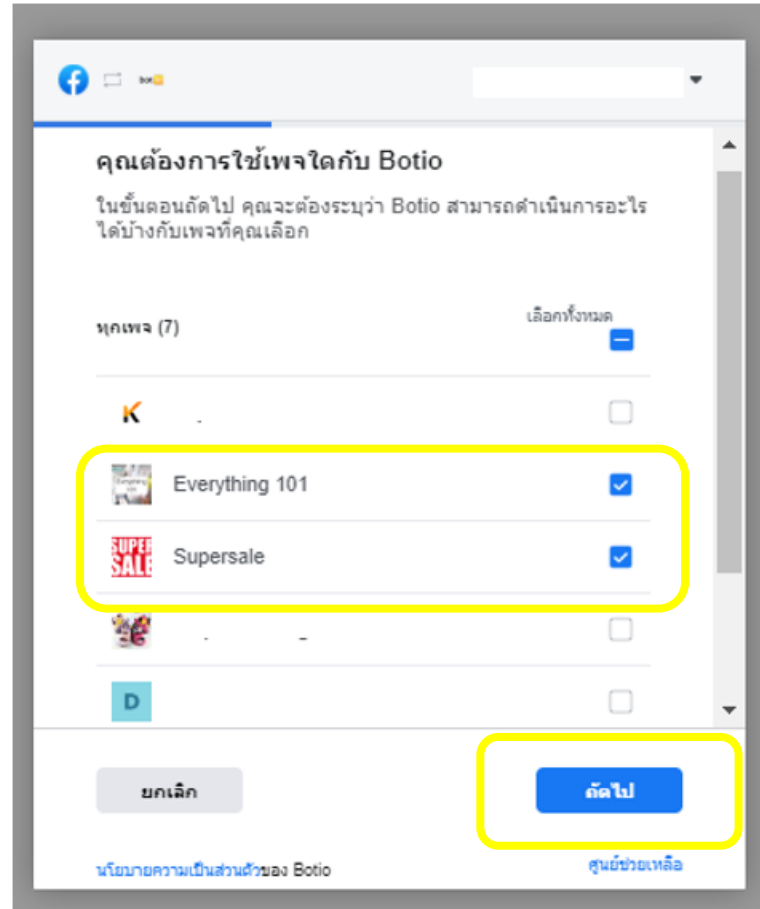 คุณต้องการใช้เพจใดกับ Botio
ในขั้นตอนถัดไป คุณจะต้องระบุว่า Botio สามารถดำเนินการอะไร
ได้บ้างกับเพจที่คุณเลือก
ทุกเพจ (7)
เลือกทั้งหมด
K
Everything 101
SUPER
SALE
Supersale
D
ยกเลิก
ถัดไป
นโยบายความเป็นส่วนตัวของ Botio
ศูนย์ช่วยเหลือ